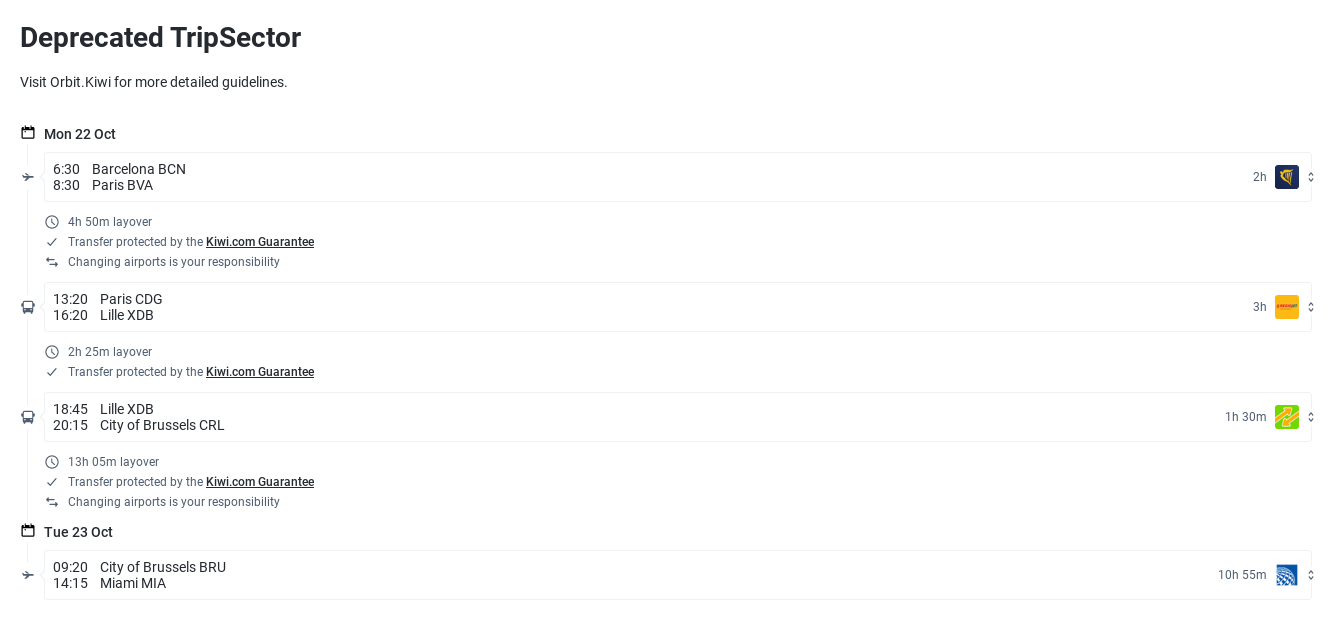 Deprecated TripSector
Visit Orbit.Kiwi for more detailed guidelines.
Mon 22 Oct
6:30 Barcelona BCN
8:30 Paris BVA
2h
4h 50m layover
Transfer protected by the Kiwi.com Guarantee
Changing airports is your responsibility
13:20 Paris CDG
16:20 Lille XDB
3h
2h 25m layover
Transfer protected by the Kiwi.com Guarantee
18:45 Lille XDB
20:15 City of Brussels CRL
1h 30m
13h 05m layover
Transfer protected by the Kiwi.com Guarantee
Changing airports is your responsibility
Tue 23 Oct
09:20 City of Brussels BRU
14:15 Miami MIA
10h 55m